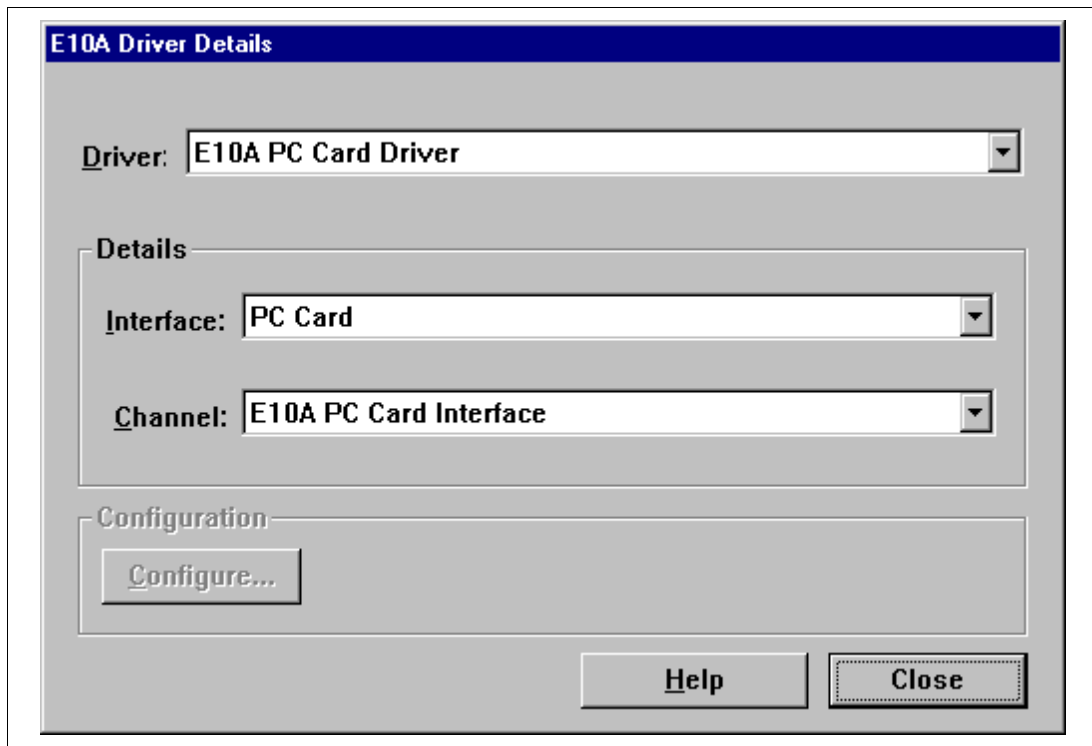 E10A Driver Details
Driver: E10A PC Card Driver
Details
Interface: PC Card
Channel: E10A PC Card Interface
Configuration
Configure...
Help Close